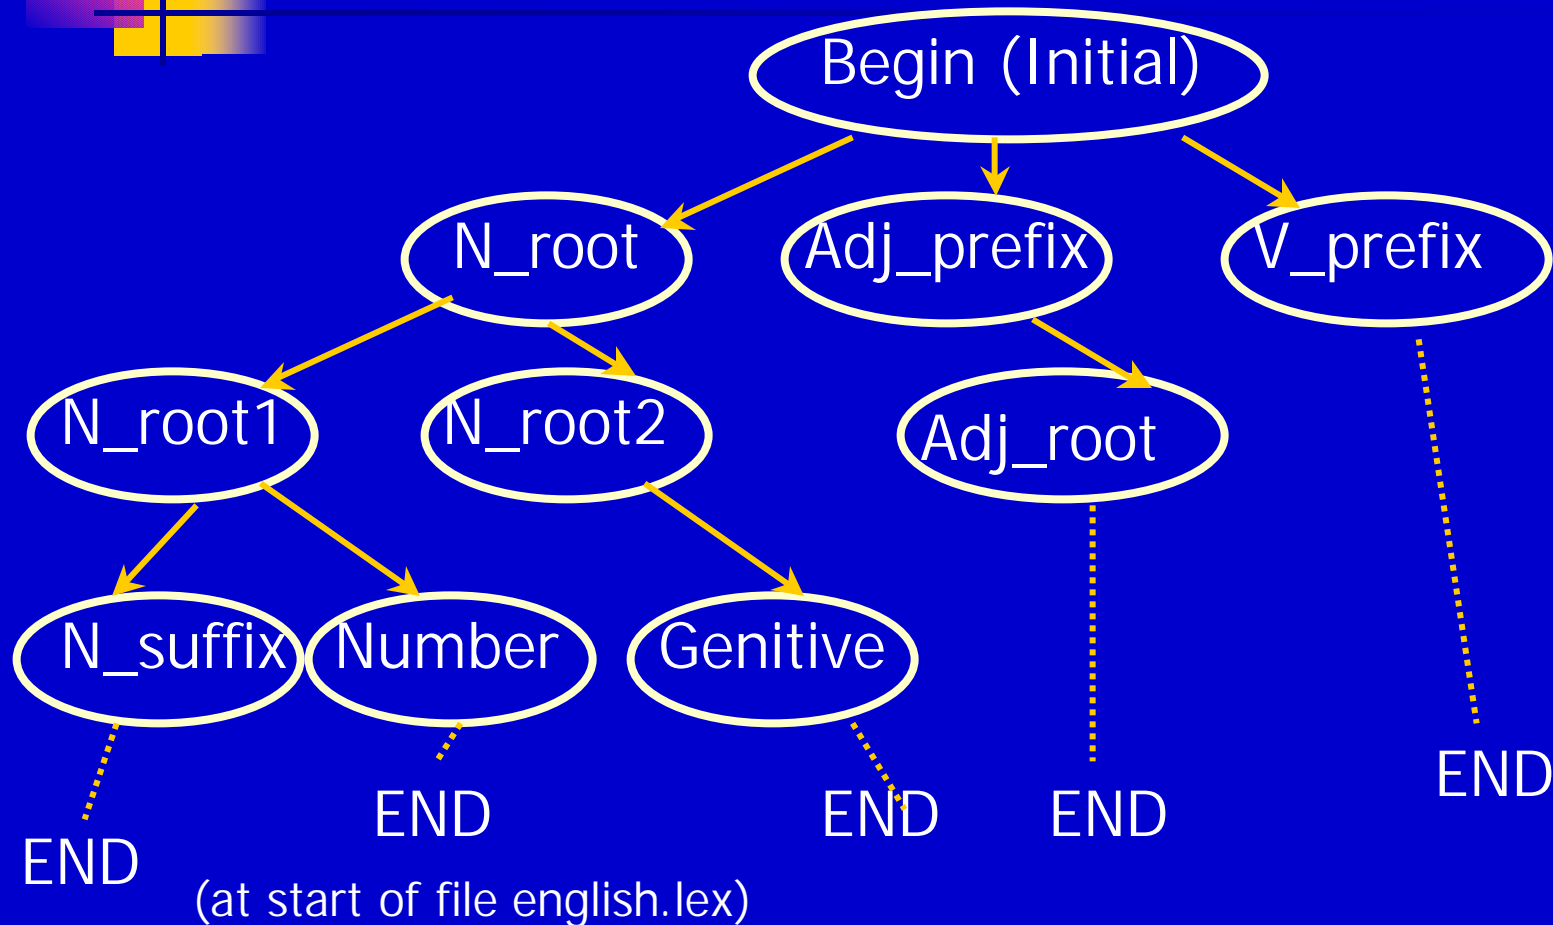 Begin (Initial)
N_root
Adj_prefix
V_prefix
N_root1
N_root2
Adj_root
N_suffix
Number
Genitive
END
END
END
END
END
(at start of file english.lex)